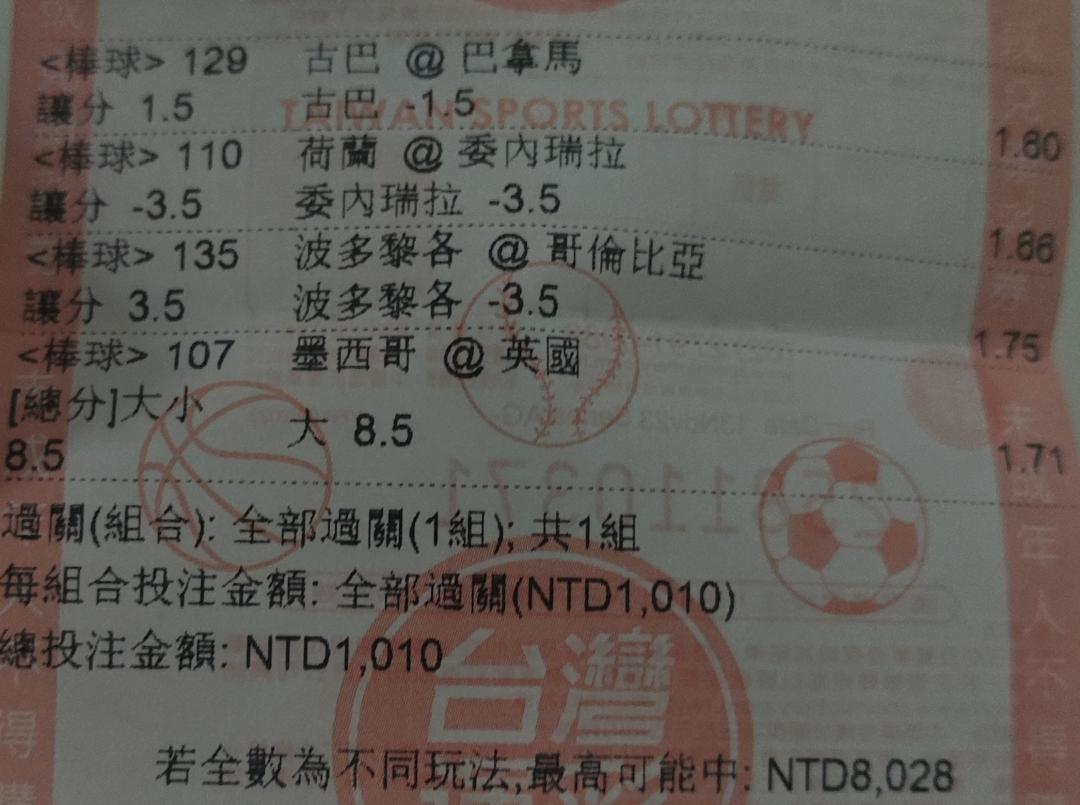 <棒球> 129 古巴 @ 巴拿馬
讓分 1.5 古巴 -1.5 1.60
TAIWAN SPORTS LOTTERY
<棒球> 110 荷蘭 @ 委內瑞拉
讓分 -3.5 委內瑞拉 -3.5 1.66
<棒球> 135 波多黎各 @ 哥倫比亞
讓分 3.5 波多黎各 -3.5 1.75
<棒球> 107 墨西哥 @ 英國
[總分]大小
8.5 大 8.5 1.71
過關(組合): 全部過關(1組); 共1組
每組合投注金額: 全部過關(NTD1,010)
總投注金額: NTD1,010
台灣
若全數為不同玩法,最高可能中: NTD8,028